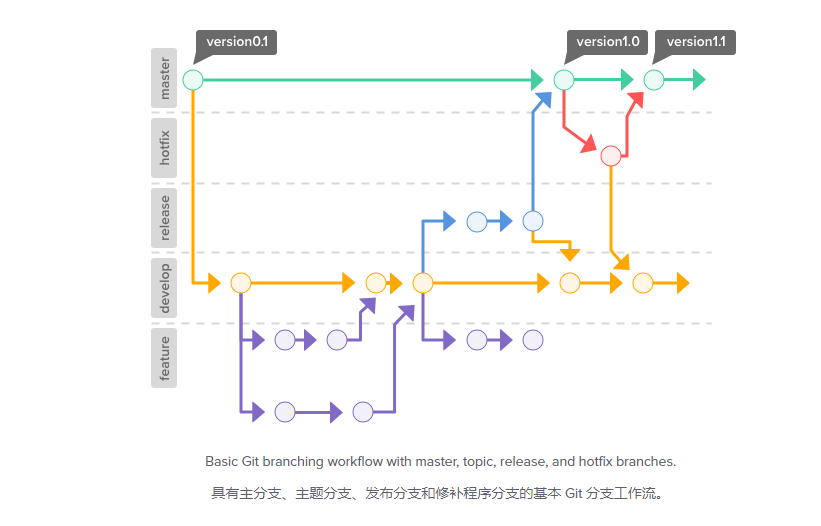 version0.1
version1.0
version1.1
master
hotfix
release
develop
feature
Basic Git branching workflow with master, topic, release, and hotfix branches.
具有主分支、主题分支、发布分支和修补程序分支的基本 Git 分支工作流。